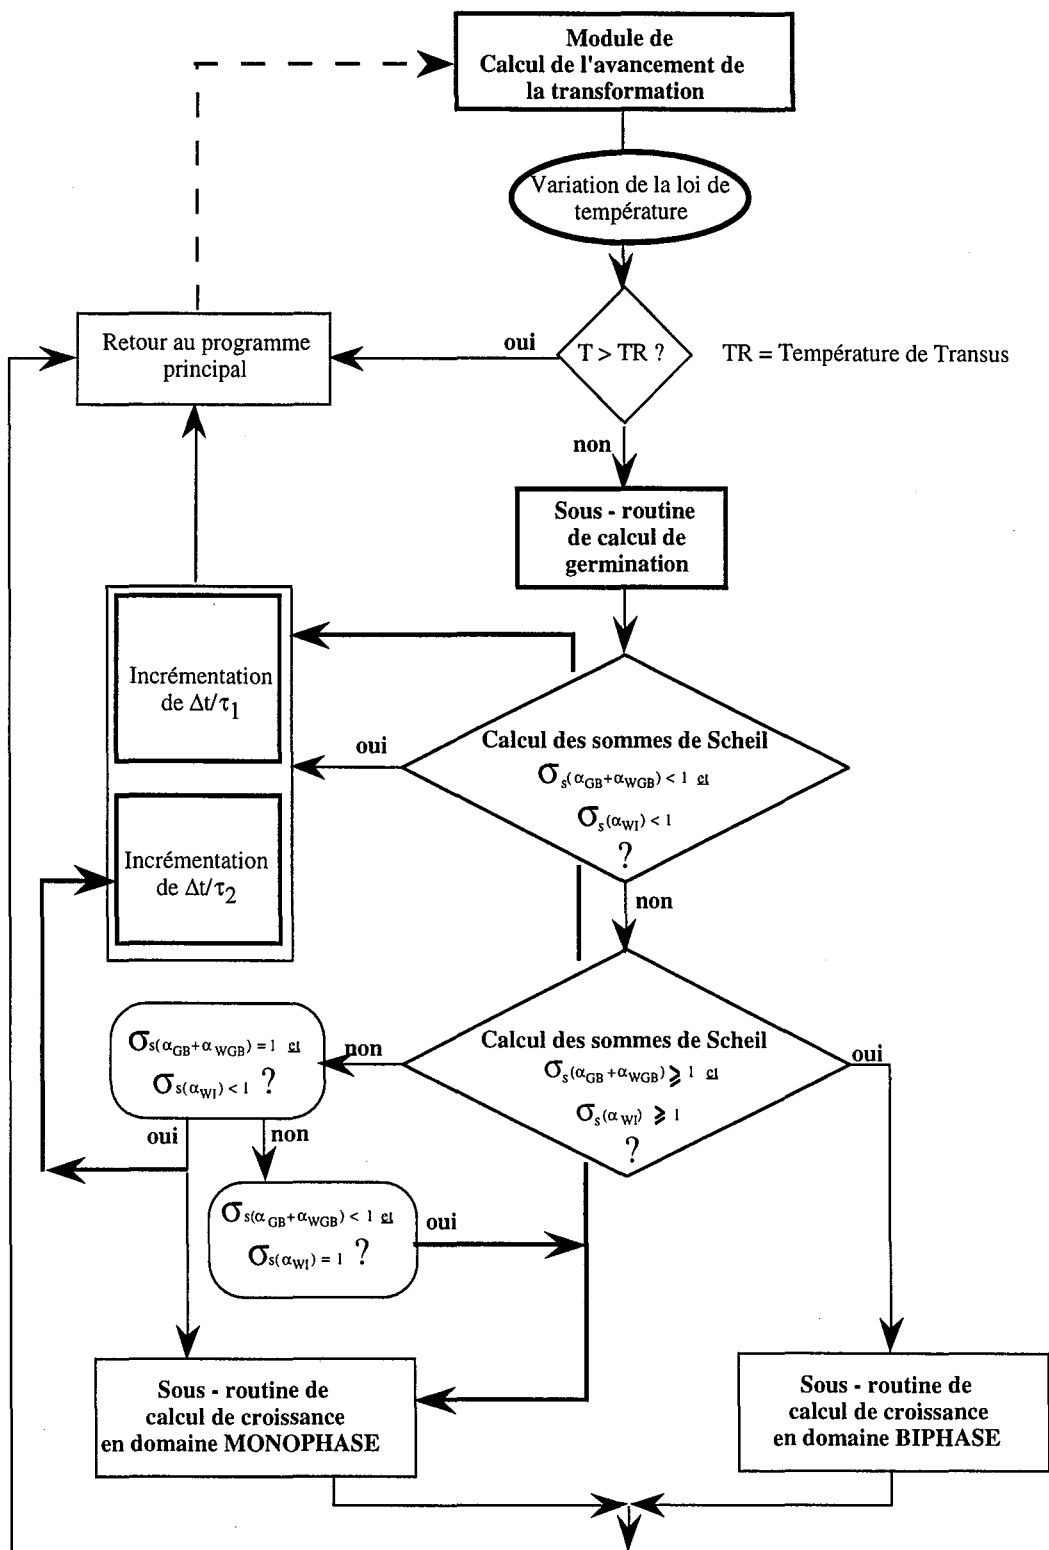 Module de
Calcul de l'avancement de
la transformation
Variation de la loi de
température
Retour au programme
principal
oui
T > TR ?
TR = Température de Transus
non
Sous - routine
de calcul de
germination
Incrémentation
de Δt/τ1
oui
Calcul des sommes de Scheil
σs(αGB+αWGB) < 1 et
σs(αWI) < 1
?
Incrémentation
de Δt/τ2
non
σs(αGB+αWGB) = 1 et
σs(αWI) < 1 ?
non
Calcul des sommes de Scheil
σs(αGB+αWGB) ⩾ 1 et
σs(αWI) ⩾ 1
?
oui
oui
non
σs(αGB+αWGB) < 1 et
σs(αWI) = 1 ?
oui
Sous - routine de
calcul de croissance
en domaine MONOPHASE
Sous - routine de
calcul de croissance
en domaine BIPHASE